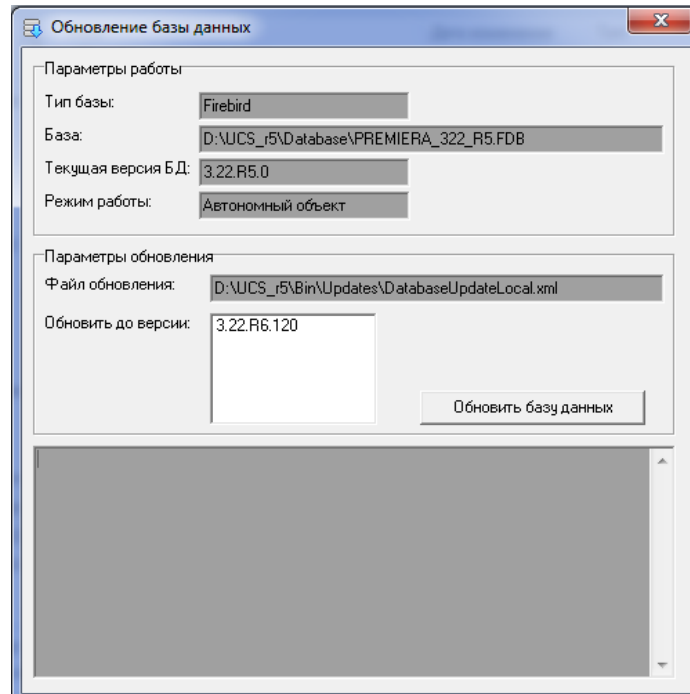 Обновление базы данных
Параметры работы
Тип базы: Firebird
База: D:\UCS_r5\Database\PREMIERA_322_R5.FDB
Текущая версия БД: 3.22.R5.0
Режим работы: Автономный объект
Параметры обновления
Файл обновления: D:\UCS_r5\Bin\Updates\DatabaseUpdateLocal.xml
Обновить до версии: 3.22.R6.120
Обновить базу данных